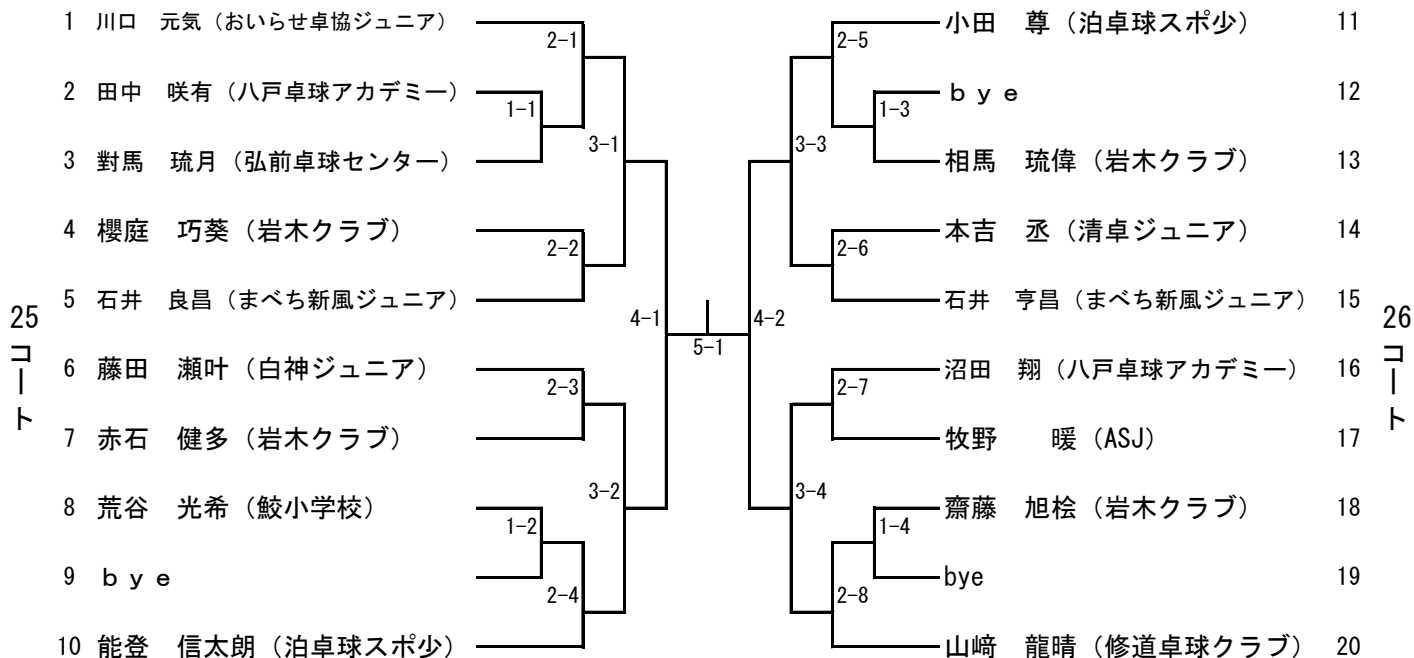 1 川口　元気（おいらせ卓協ジュニア）
2 田中　咲有（八戸卓球アカデミー）
3 對馬　琉月（弘前卓球センター）
4 櫻庭　巧葵（岩木クラブ）
5 石井　良昌（まべち新風ジュニア）
6 藤田　瀬叶（白神ジュニア）
7 赤石　健多（岩木クラブ）
8 荒谷　光希（鮫小学校）
9 ｂｙｅ
10 能登　信太朗（泊卓球スポ少）
25コート
2-1
1-1
3-1
2-2
4-1
2-3
3-2
1-2
2-4
5-1
2-5
1-3
3-3
2-6
4-2
2-7
3-4
1-4
2-8
小田　尊（泊卓球スポ少） 11
ｂｙｅ 12
相馬　琉偉（岩木クラブ） 13
本吉　丞（清卓ジュニア） 14
石井　亨昌（まべち新風ジュニア） 15
沼田　翔（八戸卓球アカデミー） 16
牧野　　暖（ASJ） 17
齋藤　旭桧（岩木クラブ） 18
bye 19
山﨑　龍晴（修道卓球クラブ） 20
26コート